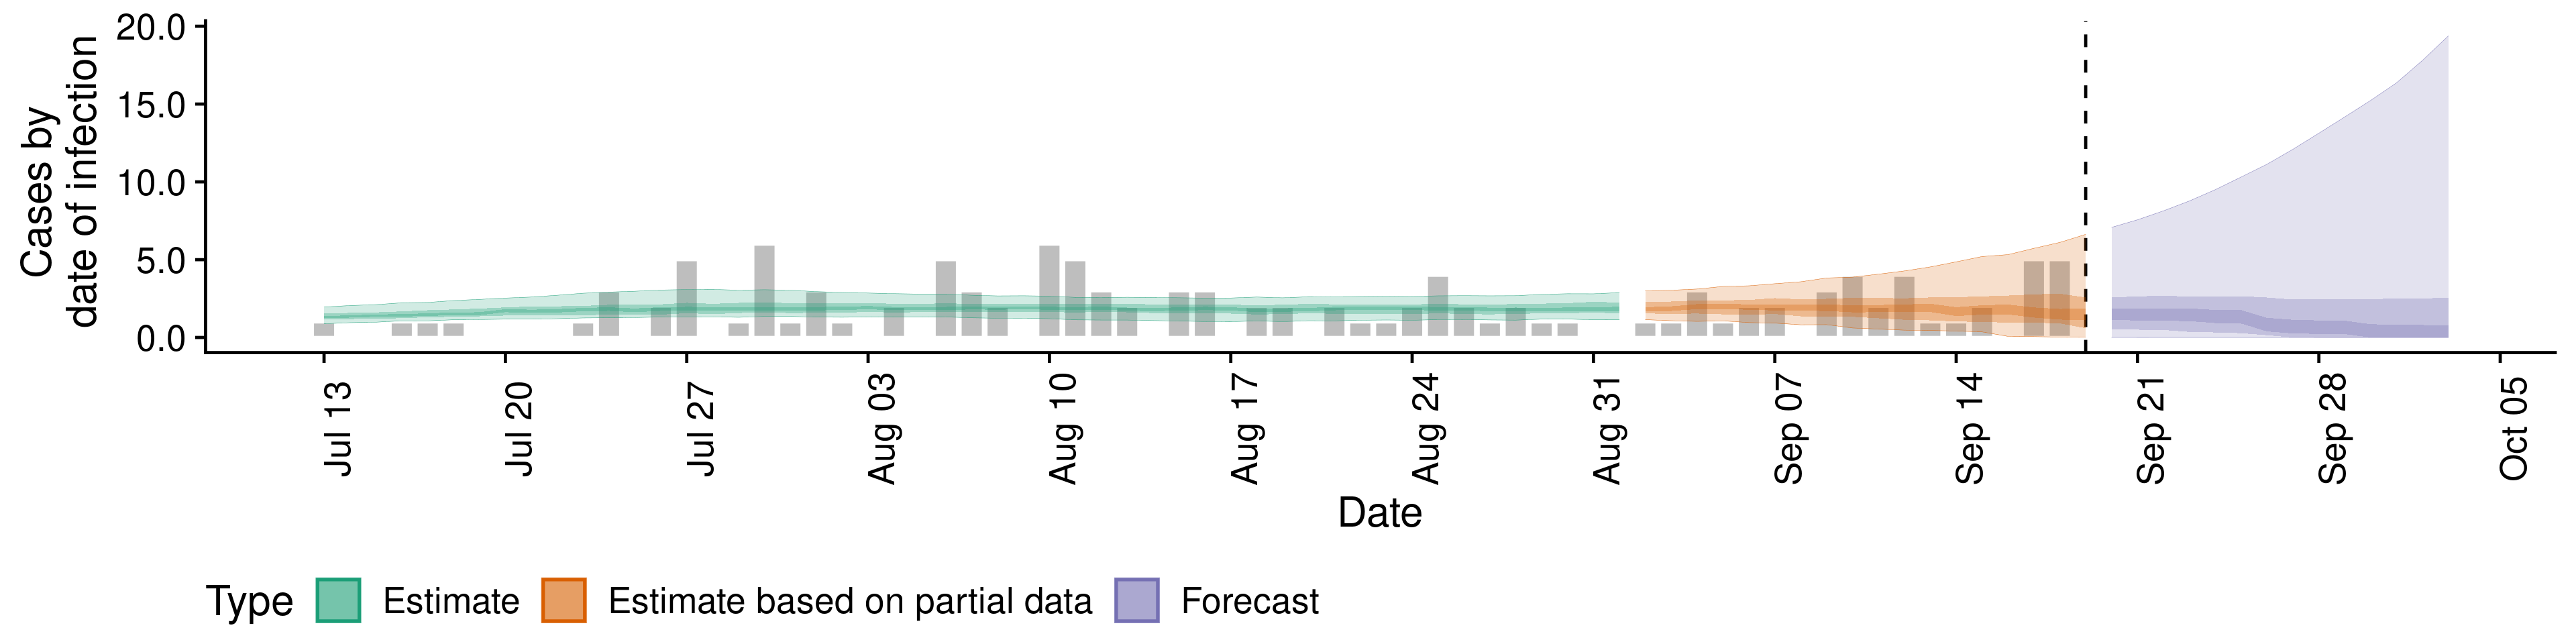 Cases by
date of infection
20.0
15.0
10.0
5.0
0.0
Jul 13
Jul 20
Jul 27
Aug 03
Aug 10
Aug 17
Aug 24
Aug 31
Sep 07
Sep 14
Sep 21
Sep 28
Oct 05
Date
Type Estimate Estimate based on partial data Forecast